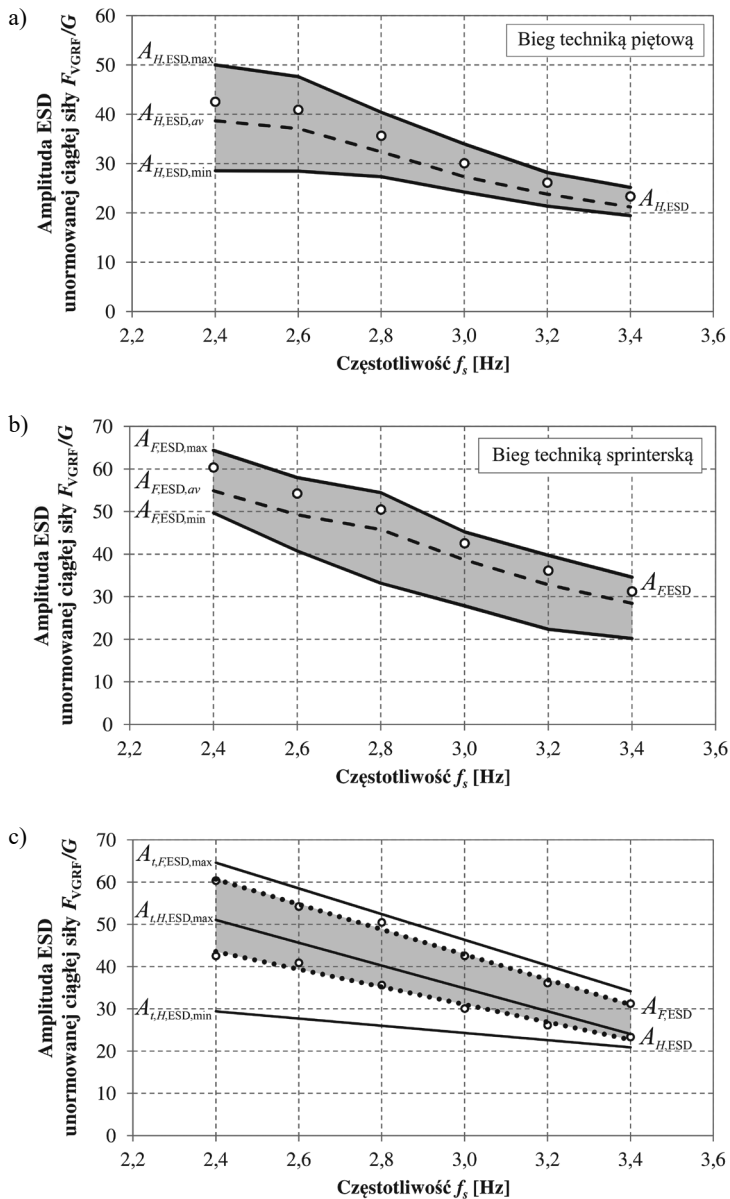 a)
Amplituda ESD
unormowanej ciągłej siły F_VGRF/G
Bieg techniką piętową
60
50
40
30
20
10
0
A_H,ESD,max
A_H,ESD,av
A_H,ESD,min
A_H,ESD
2,2 2,4 2,6 2,8 3,0 3,2 3,4 3,6
Częstotliwość f_s [Hz]
b)
Amplituda ESD
unormowanej ciągłej siły F_VGRF/G
Bieg techniką sprinterską
70
60
50
40
30
20
10
0
A_F,ESD,max
A_F,ESD,av
A_F,ESD,min
A_F,ESD
2,2 2,4 2,6 2,8 3,0 3,2 3,4 3,6
Częstotliwość f_s [Hz]
c)
Amplituda ESD
unormowanej ciągłej siły F_VGRF/G
70
60
50
40
30
20
10
0
A_t,F,ESD,max
A_t,H,ESD,max
A_t,H,ESD,min
A_F,ESD
A_H,ESD
2,2 2,4 2,6 2,8 3,0 3,2 3,4 3,6
Częstotliwość f_s [Hz]